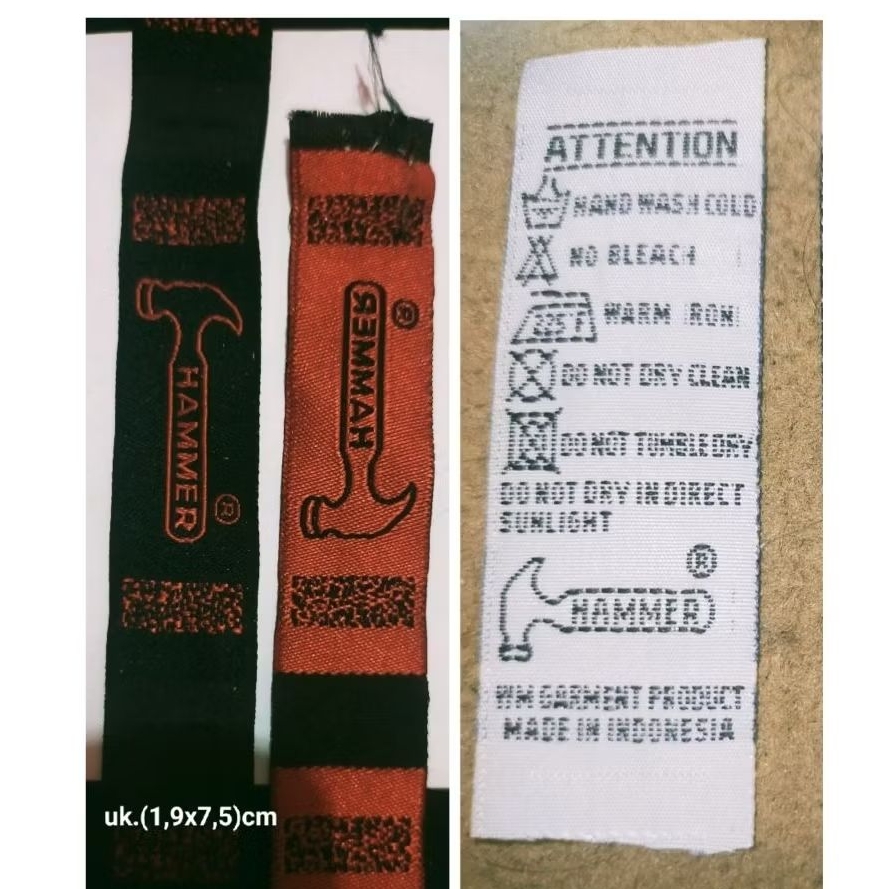 HAMMER
®
HAMMER
®
uk.(1,9x7,5)cm
ATTENTION
HAND WASH COLD
NO BLEACH
WARM IRON
DO NOT DRY CLEAN
DO NOT TUMBLE DRY
DO NOT DRY IN DIRECT
SUNLIGHT
®
HAMMER
GARMENT PRODUCT
MADE IN INDONESIA